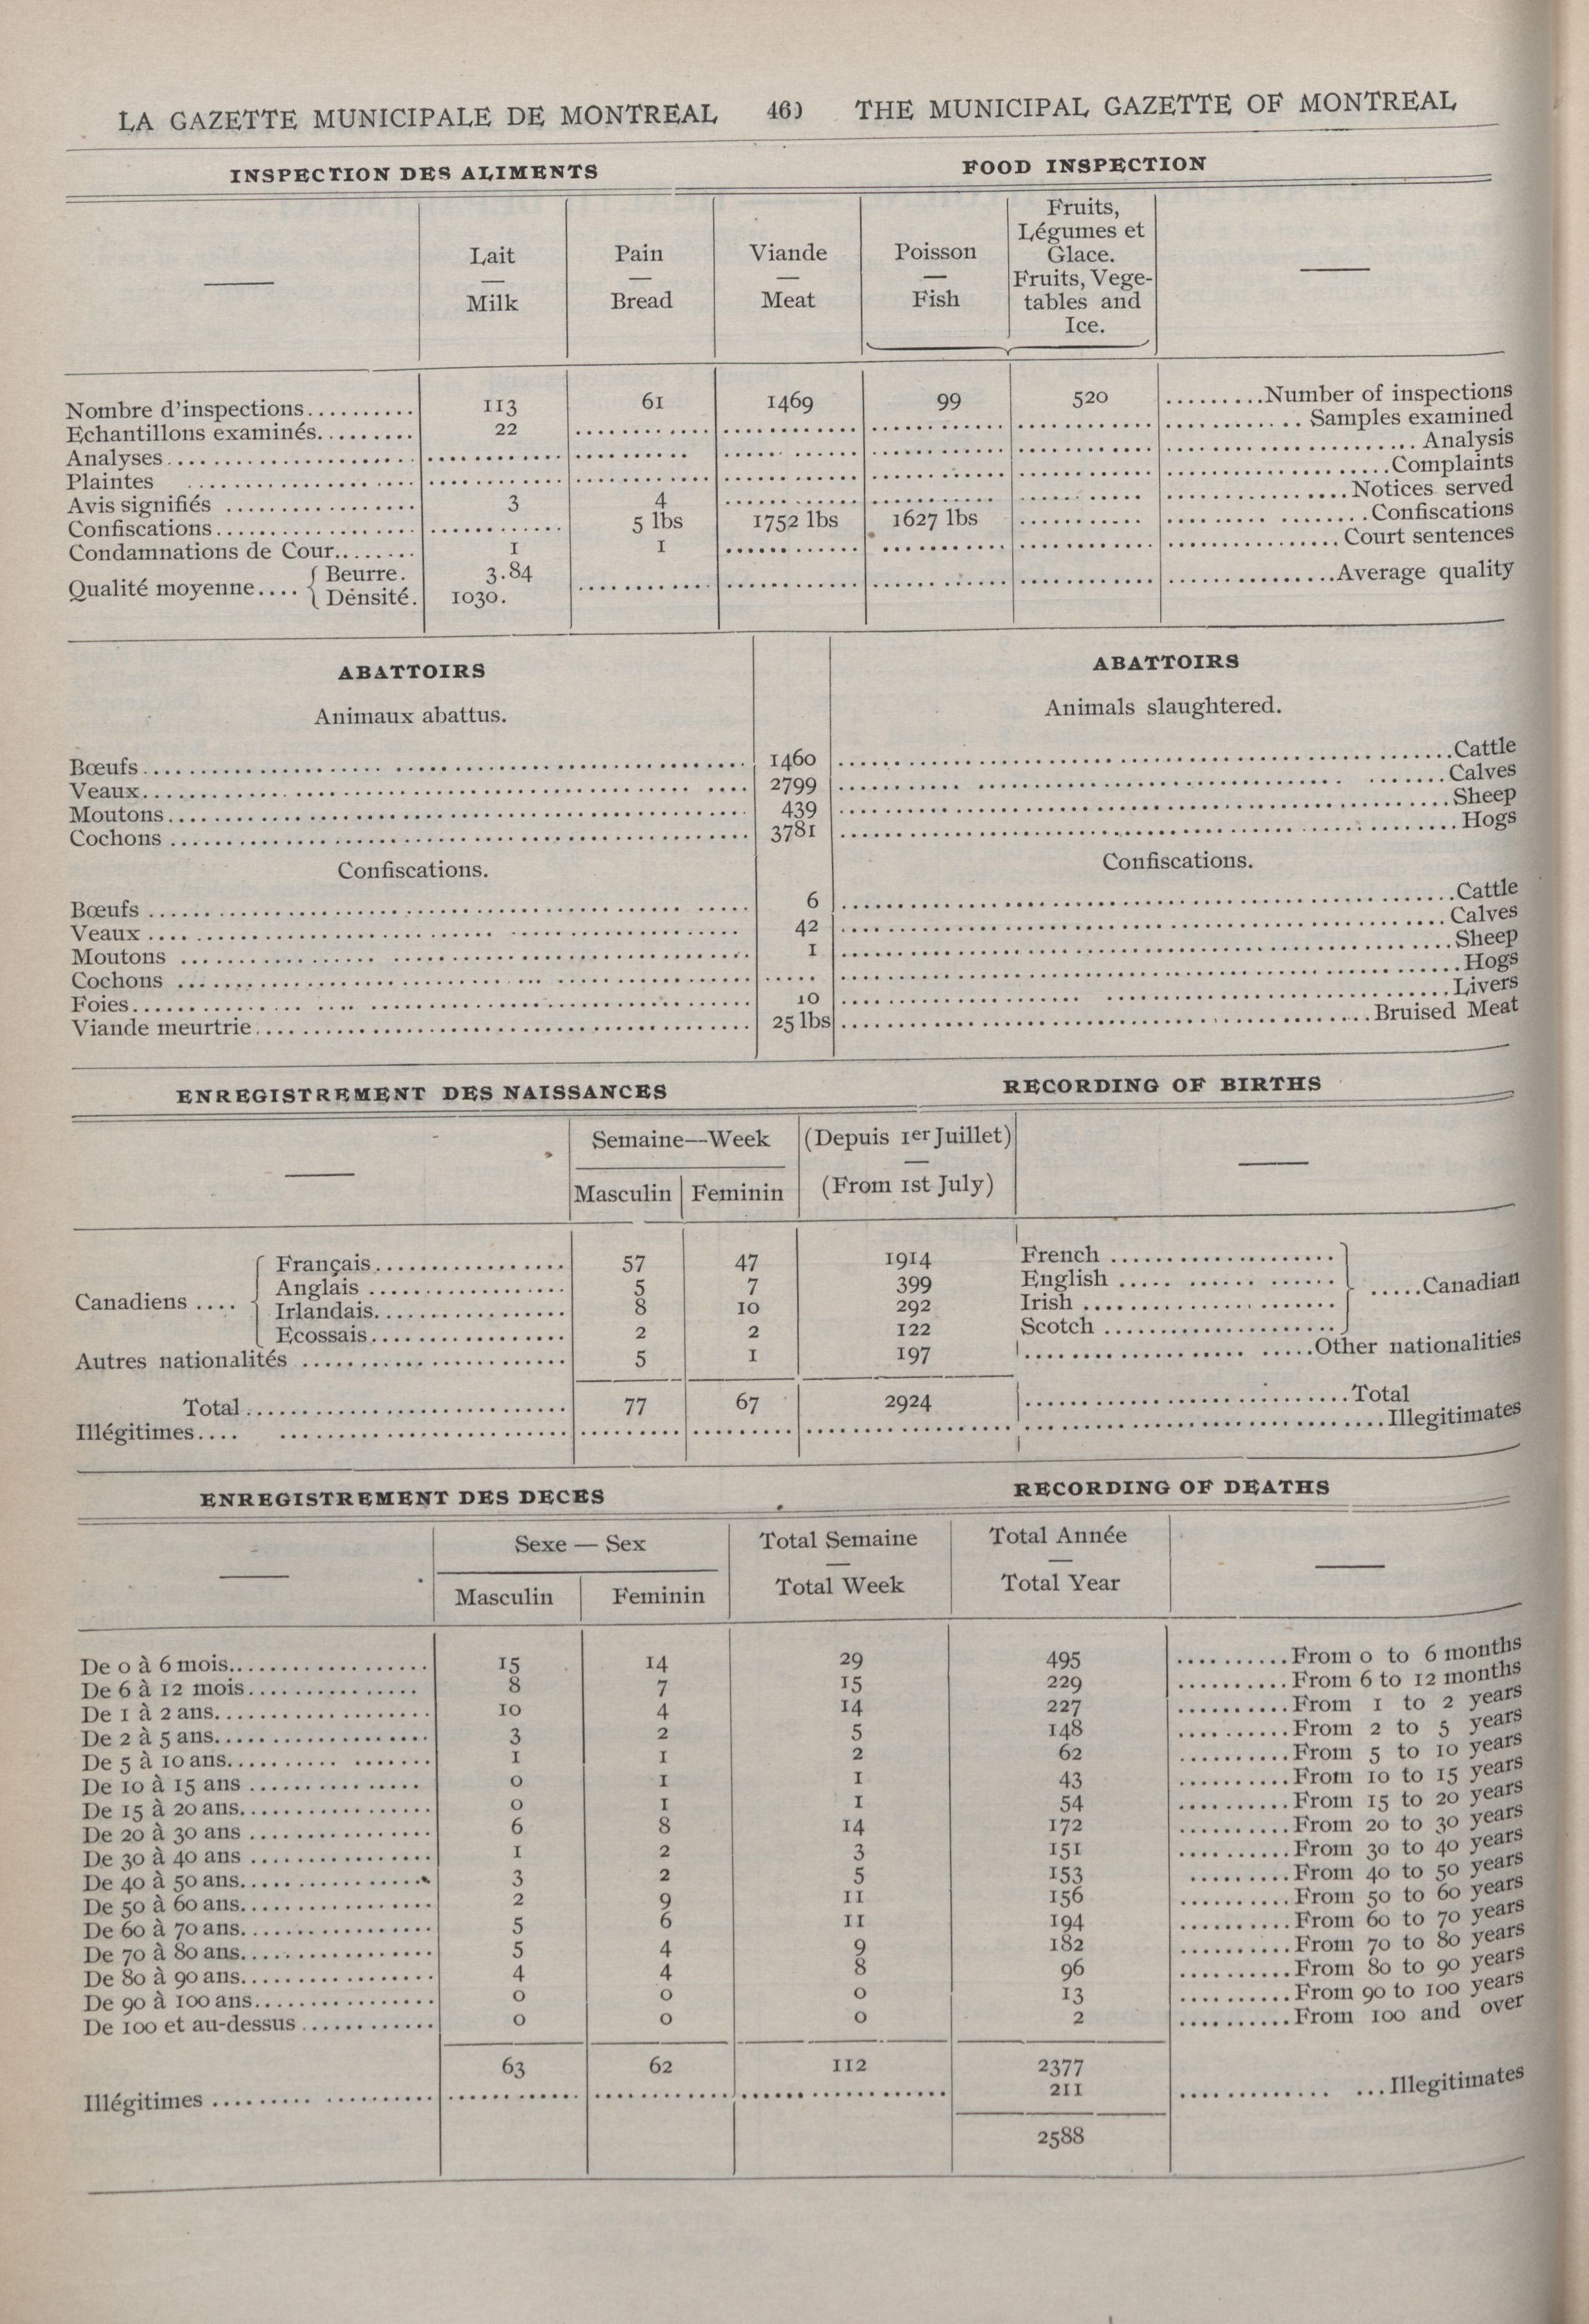 LA GAZETTE MUNICIPALE DE MONTREAL 46) THE MUNICIPAL GAZETTE OF MONTREAL
INSPECTION DES ALIMENTS FOOD INSPECTION
Lait — Milk Pain — Bread Viande — Meat Poisson — Fish Fruits, Légumes et Glace. Fruits, Vege-tables and Ice.
Nombre d'inspections.......... 113 61 1469 99 520 .........Number of inspections
Echantillons examinés......... 22 ............ Samples examined
Analyses..................... ...................... Analysis
Plaintes .................... ....................Complaints
Avis signifiés ................. 3 4 ................Notices served
Confiscations................. 5 lbs 1752 lbs 1627 lbs .................Confiscations
Condamnations de Cour........ 1 1 ................. Court sentences
Qualité moyenne.... { Beurre. 3.84 ...............Average quality
Dénsité. 1030.
ABATTOIRS ABATTOIRS
Animaux abattus. Animals slaughtered.
Bœufs.................... 1460 ....................Cattle
Veaux.................... 2799 ....................Calves
Moutons.................... 439 ....................Sheep
Cochons .................... 3781 ....................Hogs
Confiscations. Confiscations.
Bœufs .................... 6 ....................Cattle
Veaux .................... 42 ....................Calves
Moutons .................... 1 ....................Sheep
Cochons .................... ...... ....................Hogs
Foies.................... 10 ....................Livers
Viande meurtrie.................... 25 lbs ....................Bruised Meat
ENREGISTREMENT DES NAISSANCES RECORDING OF BIRTHS
Semaine—Week (Depuis 1er Juillet)
Masculin Feminin (From 1st July)
Canadiens .... { Français................. 57 47 1914 French .................... } .....Canadian
Anglais .................. 5 7 399 English ..... ...... ......
Irlandais................. 8 10 292 Irish ......................
Ecossais................. 2 2 122 Scotch ....................
Autres nationalités ...................... 5 1 197 ...................Other nationalities
Total............................ 77 67 2924 ............................Total
Illégitimes.... ......................... ...............................Illegitimates
ENREGISTREMENT DES DECES RECORDING OF DEATHS
Sexe — Sex Total Semaine Total Année
Masculin Feminin Total Week Total Year
De 0 à 6 mois.................. 15 14 29 495 ..........From 0 to 6 months
De 6 à 12 mois............... 8 7 15 229 ..........From 6 to 12 months
De 1 à 2 ans.................. 10 4 14 227 ..........From 1 to 2 years
De 2 à 5 ans.................. 3 2 5 148 ..........From 2 to 5 years
De 5 à 10 ans.......... ....... 1 1 2 62 ..........From 5 to 10 years
De 10 à 15 ans ............... 0 1 1 43 ..........From 10 to 15 years
De 15 à 20 ans................. 0 1 1 54 ..........From 15 to 20 years
De 20 à 30 ans ................ 6 8 14 172 ..........From 20 to 30 years
De 30 à 40 ans ................ 1 2 3 151 ..........From 30 to 40 years
De 40 à 50 ans................. 3 2 5 153 .........From 40 to 50 years
De 50 à 60 ans................. 2 9 11 156 ..........From 50 to 60 years
De 60 à 70 ans................. 5 6 11 194 ..........From 60 to 70 years
De 70 à 80 ans................. 5 4 9 182 ..........From 70 to 80 years
De 80 à 90 ans................. 4 4 8 96 ..........From 80 to 90 years
De 90 à 100 ans................ 0 0 0 13 ..........From 90 to 100 years
De 100 et au-dessus ............ 0 0 0 2 ..........From 100 and over
63 62 112 2377
Illégitimes .................... 211 ............. ...Illegitimates
2588